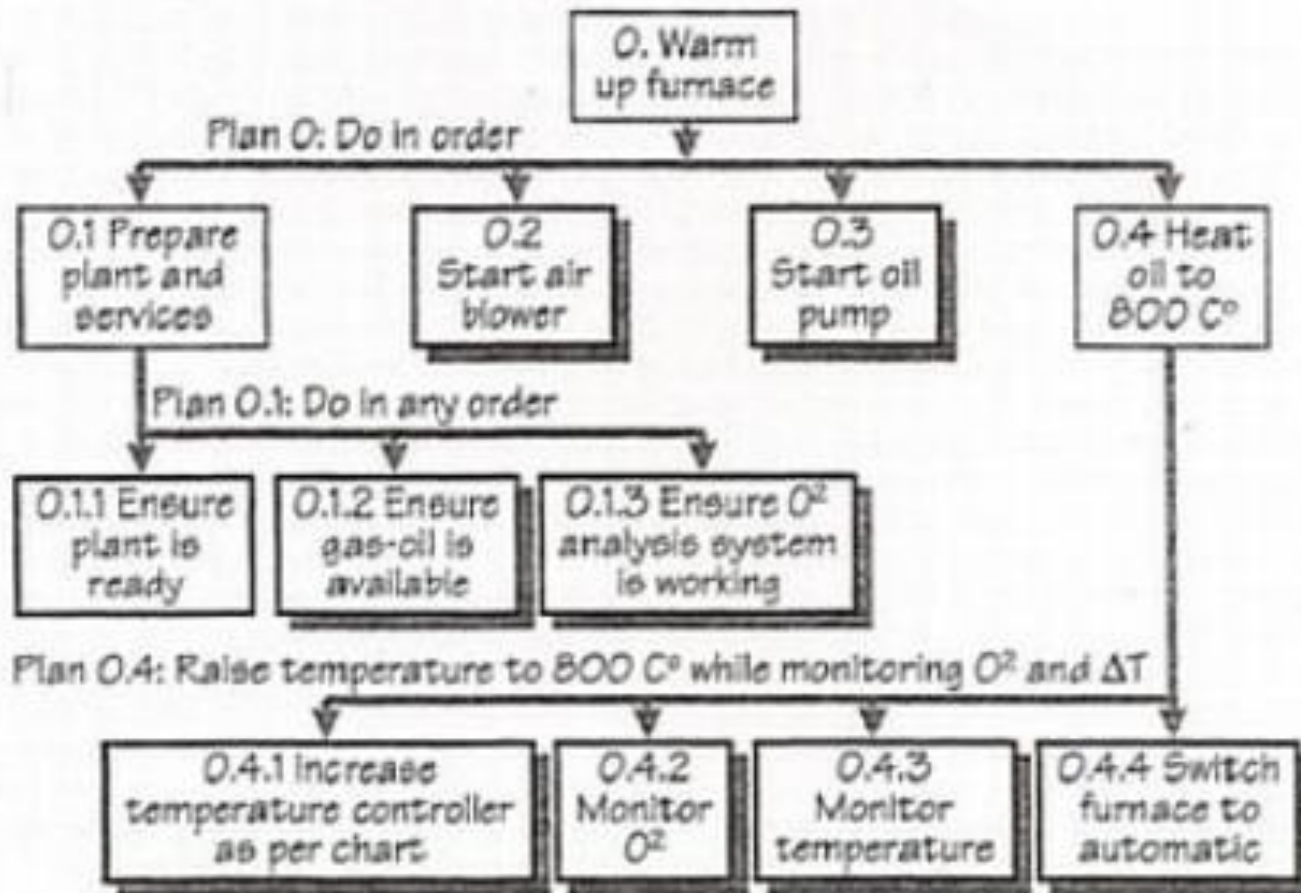 0. Warm
up furnace
Plan 0: Do in order
0.1 Prepare
plant and
services
0.2
Start air
blower
0.3
Start oil
pump
0.4 Heat
oil to
800 Cº
Plan 0.1: Do in any order
0.1.1 Ensure
plant is
ready
0.1.2 Ensure
gas-oil is
available
0.1.3 Ensure O²
analysis system
is working
Plan 0.4: Raise temperature to 800 Cº while monitoring O² and ΔT
0.4.1 Increase
temperature controller
as per chart
0.4.2
Monitor
O²
0.4.3
Monitor
temperature
0.4.4 Switch
furnace to
automatic